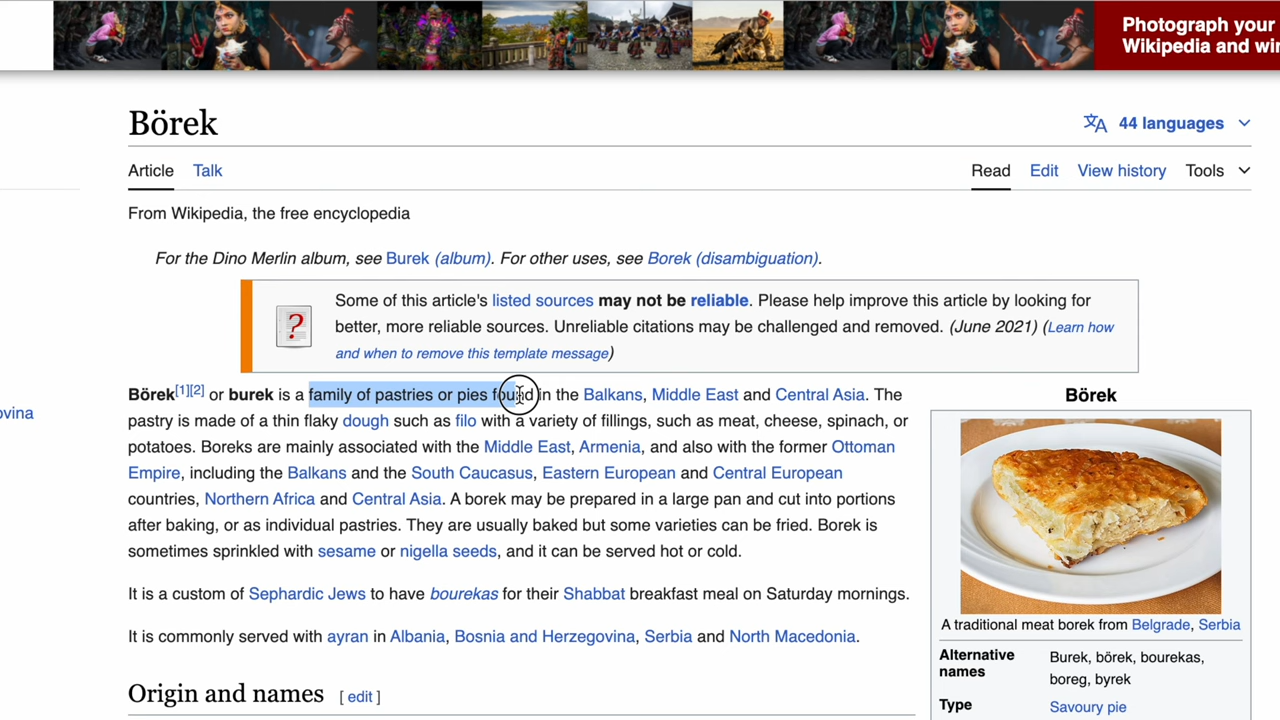 Photograph your
Wikipedia and win
Börek
44 languages
Article Talk Read Edit View history Tools
From Wikipedia, the free encyclopedia
For the Dino Merlin album, see Burek (album). For other uses, see Borek (disambiguation).
Some of this article's listed sources may not be reliable. Please help improve this article by looking for
better, more reliable sources. Unreliable citations may be challenged and removed. (June 2021) (Learn how
and when to remove this template message)
ovina
Börek[1][2] or burek is a family of pastries or pies found in the Balkans, Middle East and Central Asia. The
pastry is made of a thin flaky dough such as filo with a variety of fillings, such as meat, cheese, spinach, or
potatoes. Boreks are mainly associated with the Middle East, Armenia, and also with the former Ottoman
Empire, including the Balkans and the South Caucasus, Eastern European and Central European
countries, Northern Africa and Central Asia. A borek may be prepared in a large pan and cut into portions
after baking, or as individual pastries. They are usually baked but some varieties can be fried. Borek is
sometimes sprinkled with sesame or nigella seeds, and it can be served hot or cold.
It is a custom of Sephardic Jews to have bourekas for their Shabbat breakfast meal on Saturday mornings.
It is commonly served with ayran in Albania, Bosnia and Herzegovina, Serbia and North Macedonia.
Origin and names [ edit ]
Börek
A traditional meat borek from Belgrade, Serbia
Alternative names Burek, börek, bourekas,
boreg, byrek
Type Savoury pie